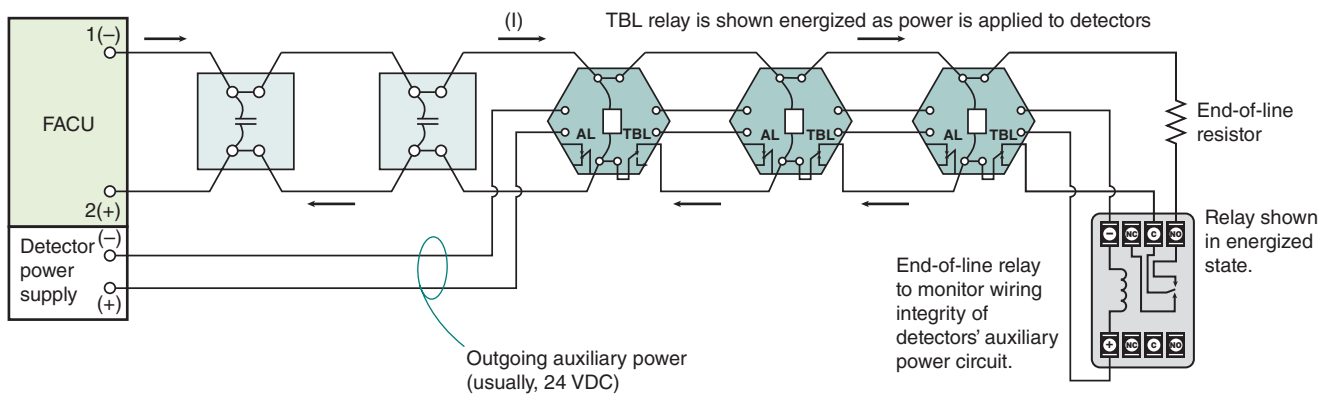 (I)
TBL relay is shown energized as power is applied to detectors
1(–)
FACU
2(+)
Detector
power
supply
(–)
(+)
AL
TBL
AL
TBL
AL
TBL
End-of-line
resistor
Relay shown
in energized
state.
– NC C NO
+ NC C NO
End-of-line relay
to monitor wiring
integrity of
detectors' auxiliary
power circuit.
Outgoing auxiliary power
(usually, 24 VDC)